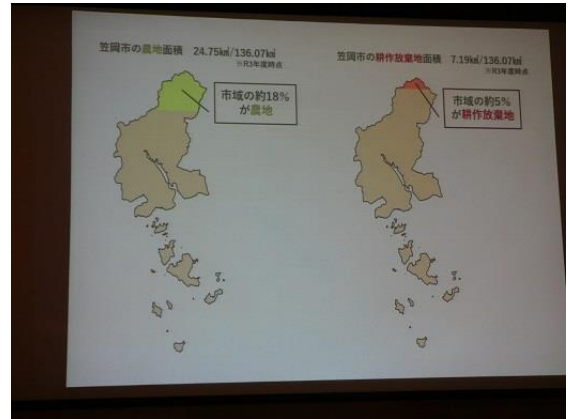 笠岡市の農地面積 24.75㎢/136.07㎢
※R3年度時点
市域の約18%
が農地
笠岡市の耕作放棄地面積 7.19㎢/136.07㎢
※R3年度時点
市域の約5%
が耕作放棄地